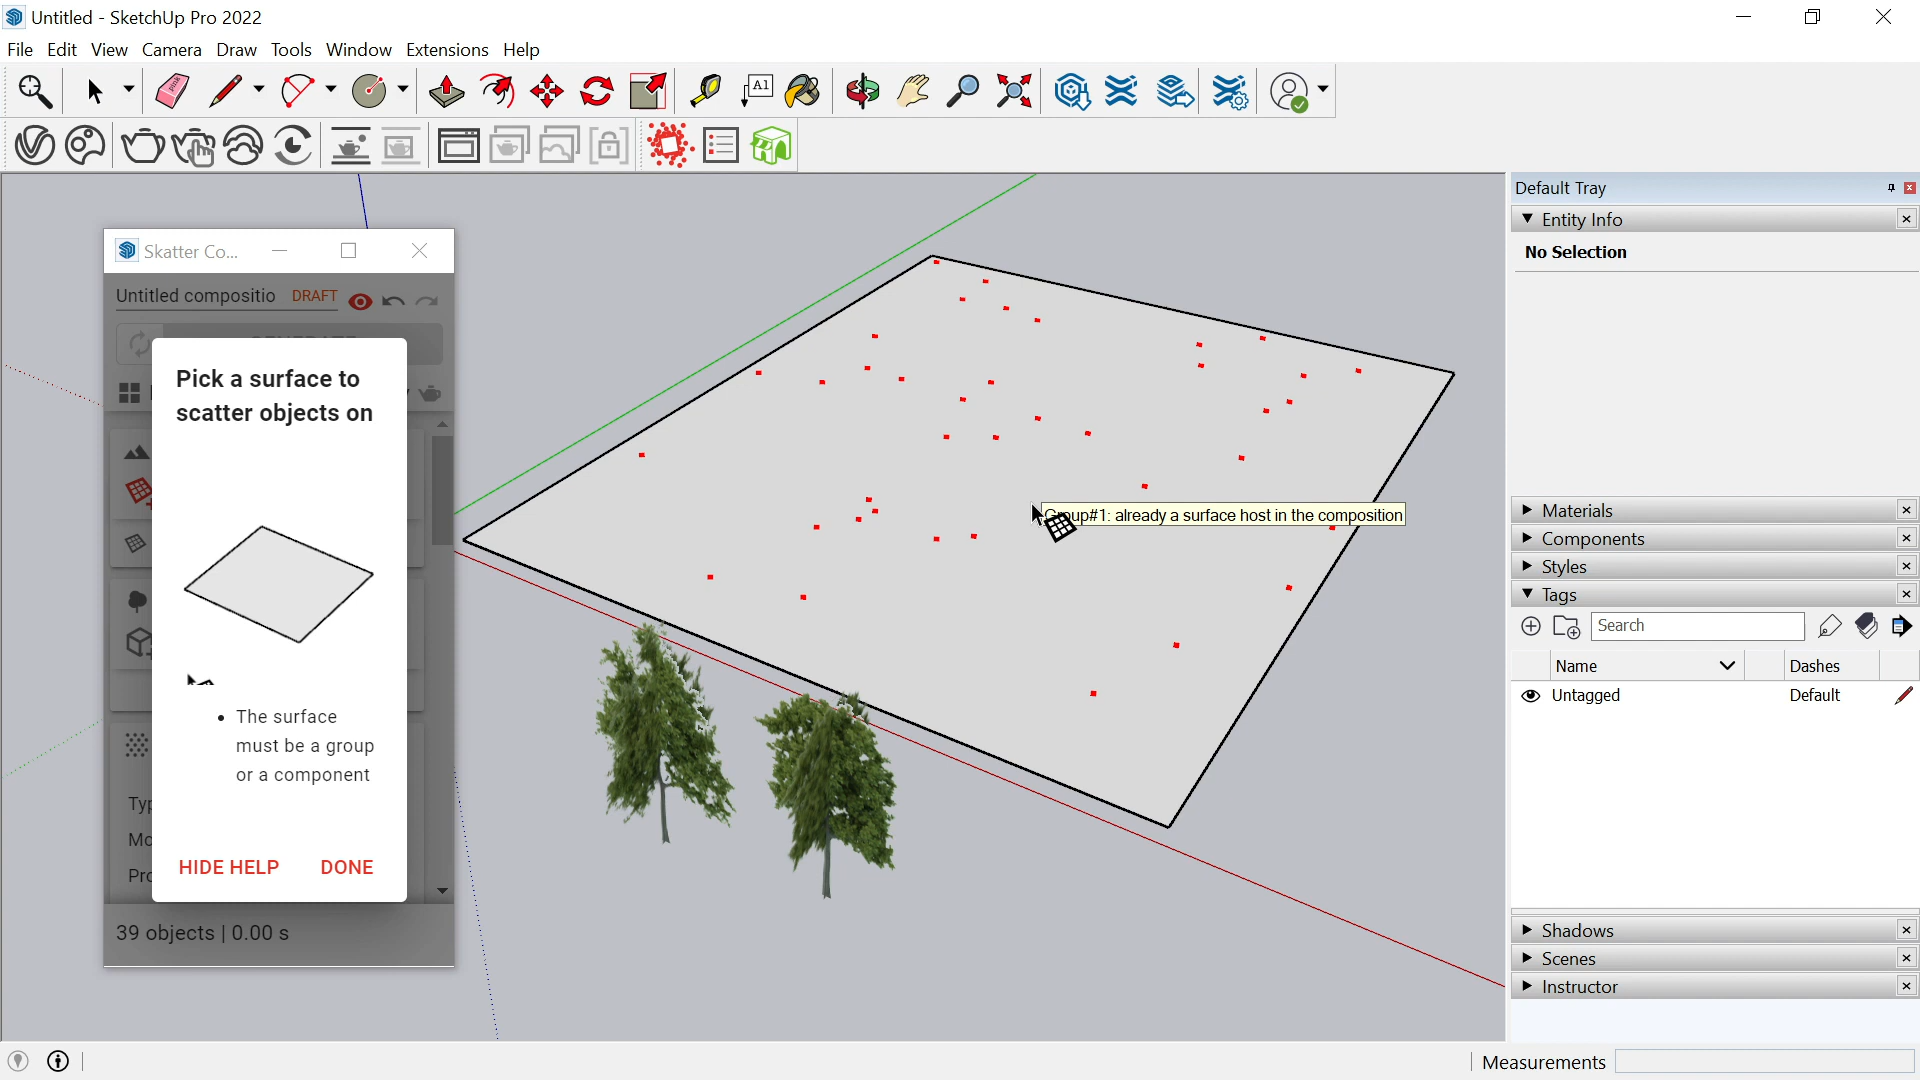 Untitled - SketchUp Pro 2022
File Edit View Camera Draw Tools Window Extensions Help
A1
Default Tray
Entity Info
No Selection
Skatter Co...
Untitled compositio DRAFT
Pick a surface to
scatter objects on
The surface
must be a group
or a component
HIDE HELP DONE
39 objects | 0.00 s
Group#1: already a surface host in the composition
Materials
Components
Styles
Tags
Search
Name Dashes
Untagged Default
Shadows
Scenes
Instructor
Measurements